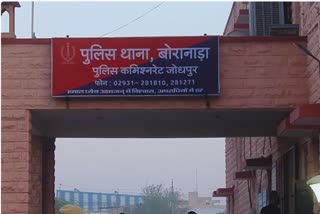 पुलिस थाना, बोरानाड़ा
पुलिस कमिश्नरेट जोधपुर
फोन : 02931- 281810, 281271